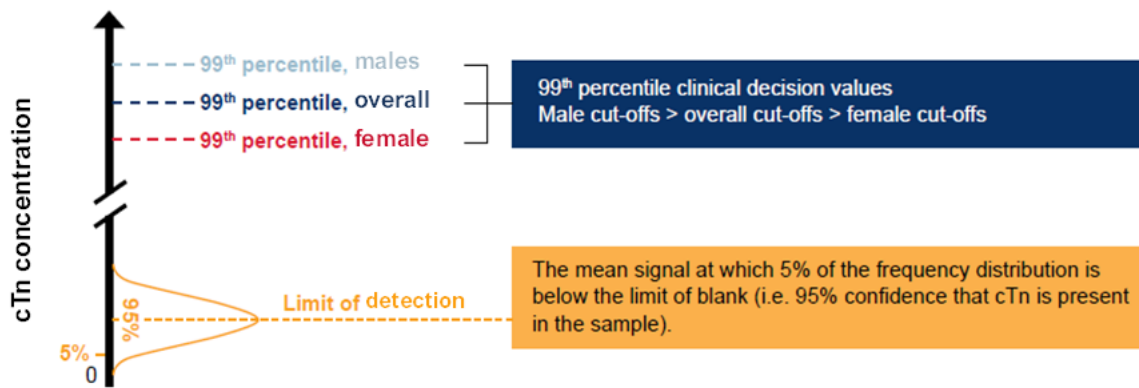 99th percentile, males
99th percentile, overall
99th percentile, female
99th percentile clinical decision values
Male cut-offs > overall cut-offs > female cut-offs
cTn concentration
The mean signal at which 5% of the frequency distribution is
below the limit of blank (i.e. 95% confidence that cTn is present
in the sample).
Limit of detection
95%
5%
0